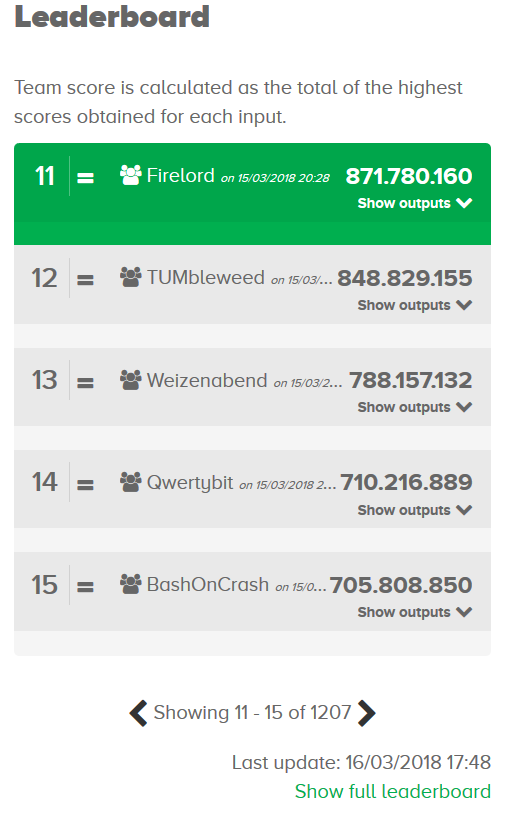 Leaderboard
Team score is calculated as the total of the highest
scores obtained for each input.
11 = Firelord on 15/03/2018 20:28 871.780.160
Show outputs
12 = TUMbleweed on 15/03/... 848.829.155
Show outputs
13 = Weizenabend on 15/03/2... 788.157.132
Show outputs
14 = Qwertybit on 15/03/2018 2... 710.216.889
Show outputs
15 = BashOnCrash on 15/0... 705.808.850
Show outputs
Showing 11 - 15 of 1207
Last update: 16/03/2018 17:48
Show full leaderboard